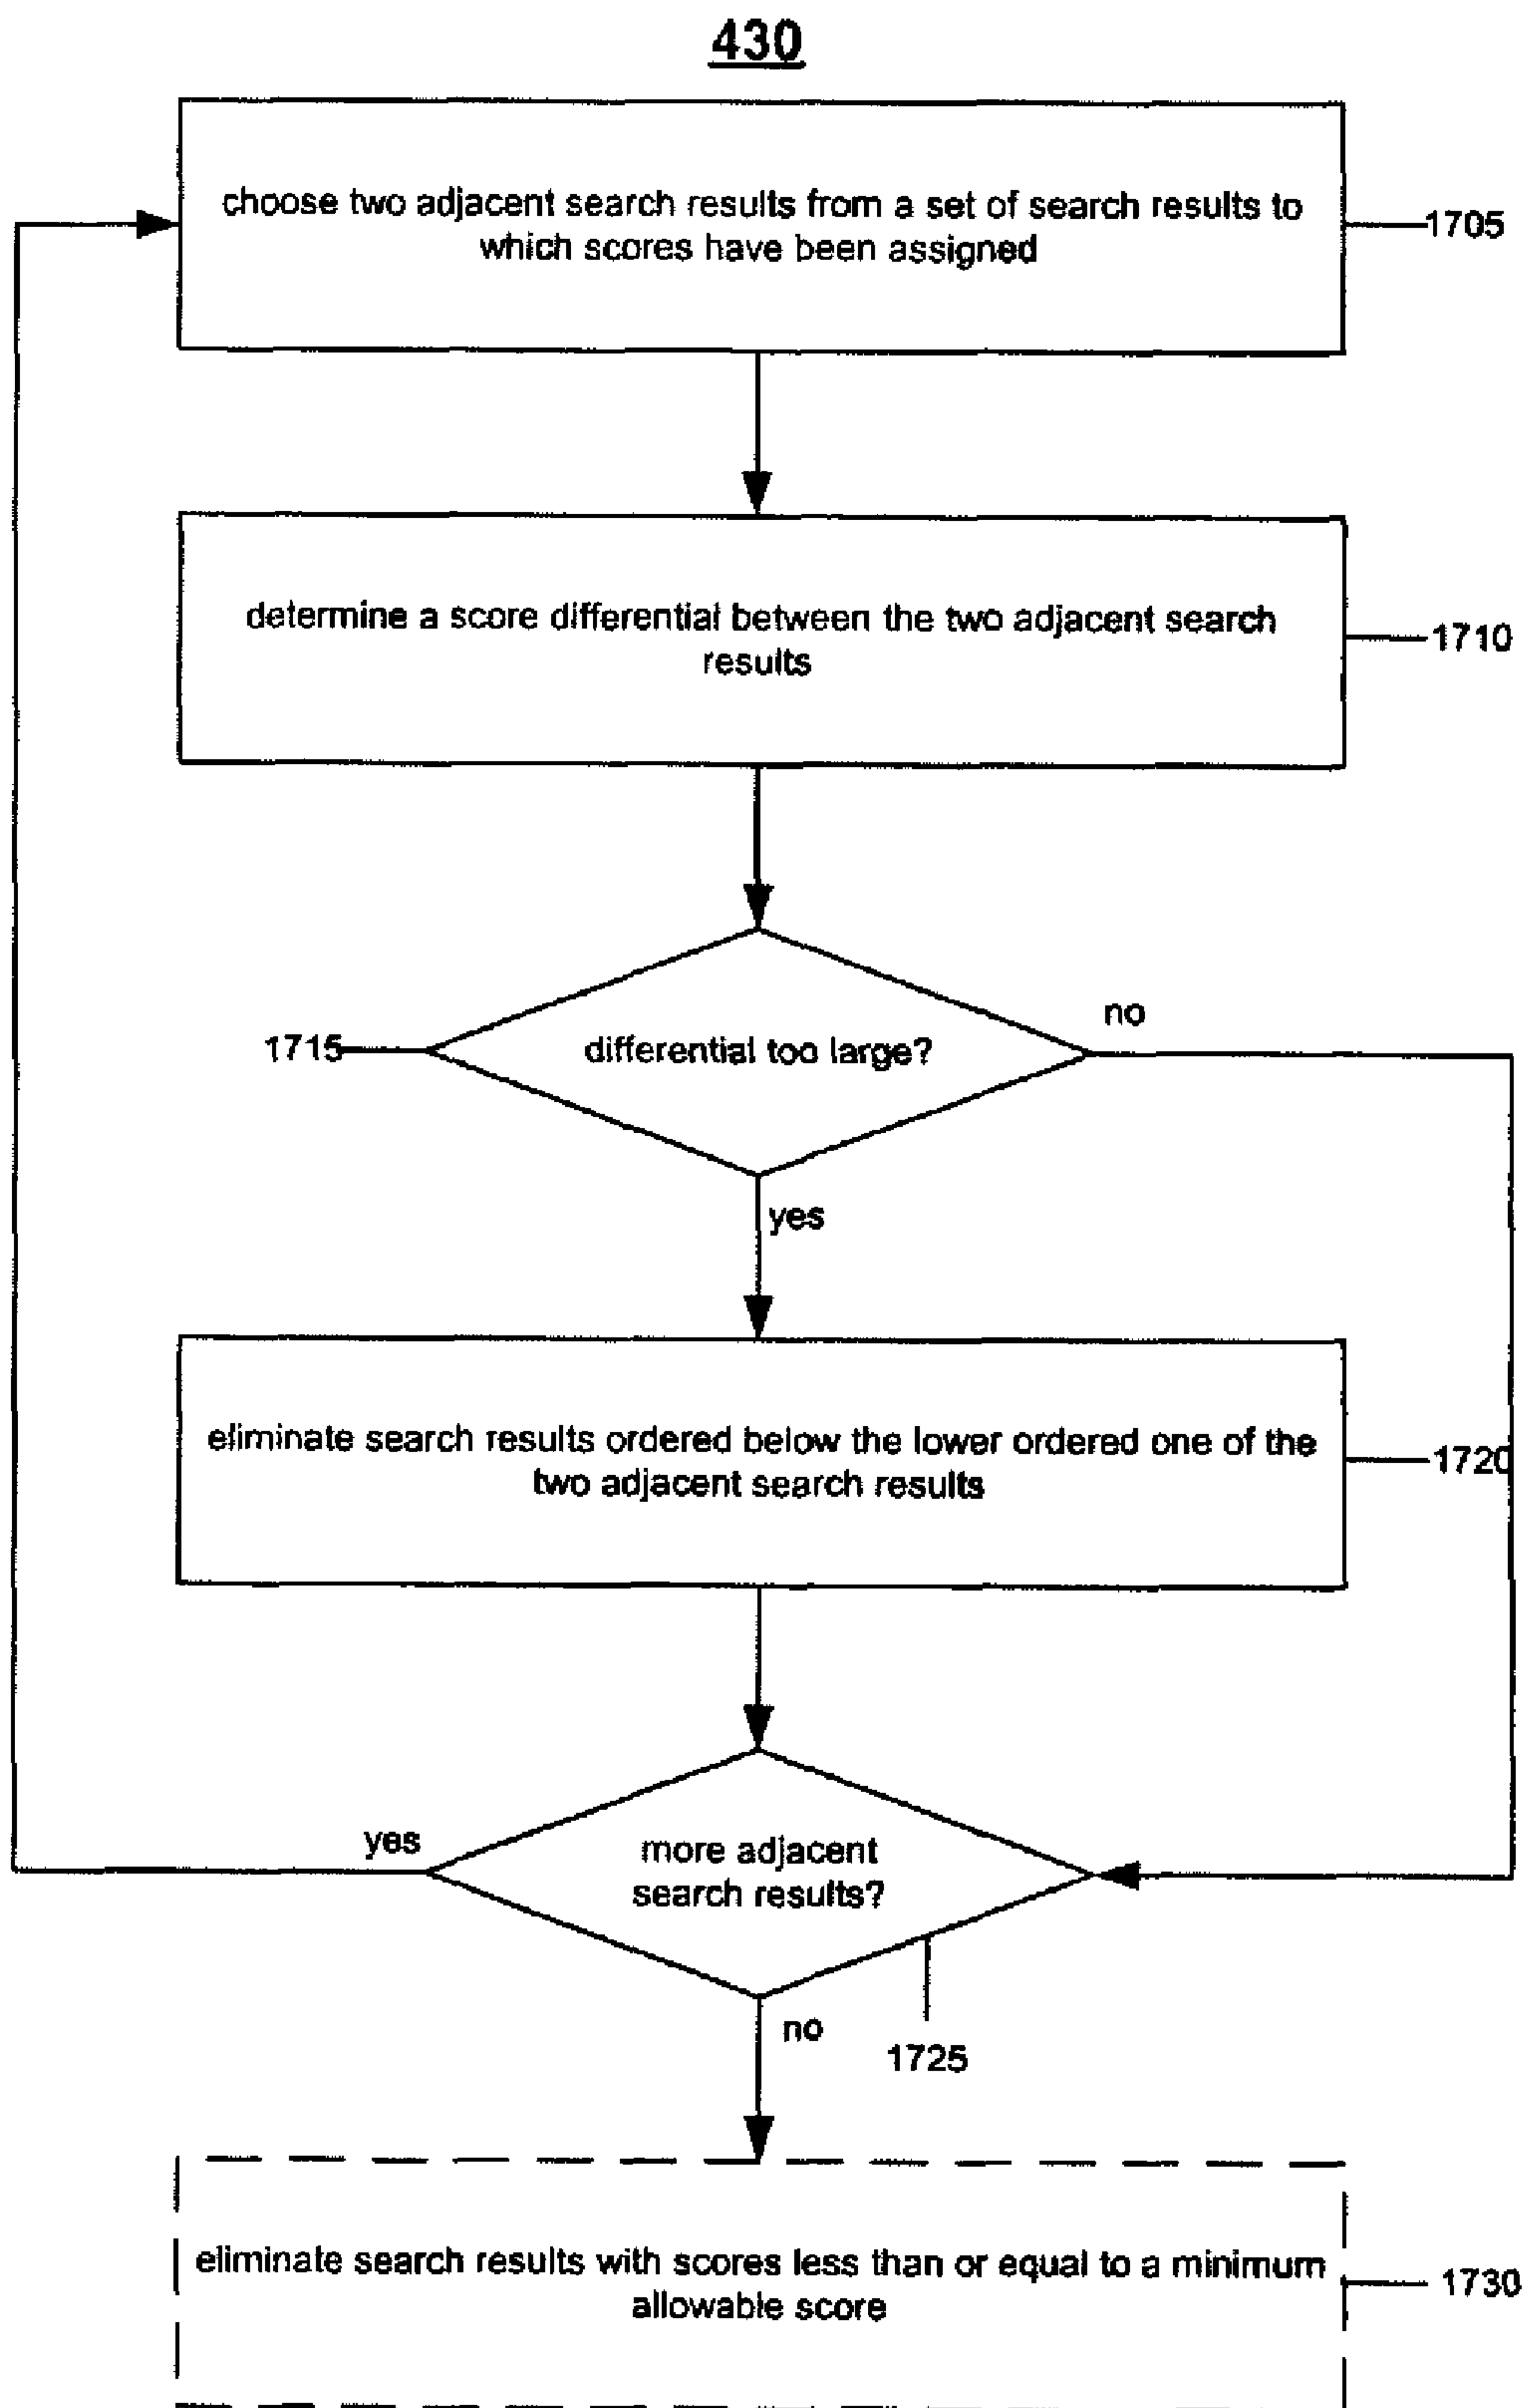 430
choose two adjacent search results from a set of search results to
which scores have been assigned
1705
determine a score differential between the two adjacent search
results
1710
no
1715
differential too large?
yes
eliminate search results ordered below the lower ordered one of the
two adjacent search results
1720
yes
more adjacent
search results?
no
1725
eliminate search results with scores less than or equal to a minimum
allowable score
1730